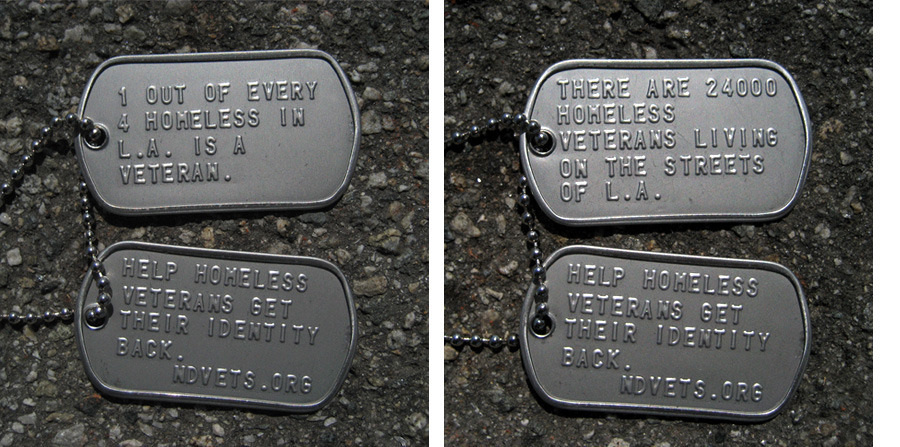 1 OUT OF EVERY
4 HOMELESS IN
L.A. IS A
VETERAN.
HELP HOMELESS
VETERANS GET
THEIR IDENTITY
BACK.
NDVETS.ORG
THERE ARE 24000
HOMELESS
VETERANS LIVING
ON THE STREETS
OF L.A.
HELP HOMELESS
VETERANS GET
THEIR IDENTITY
BACK.
NDVETS.ORG